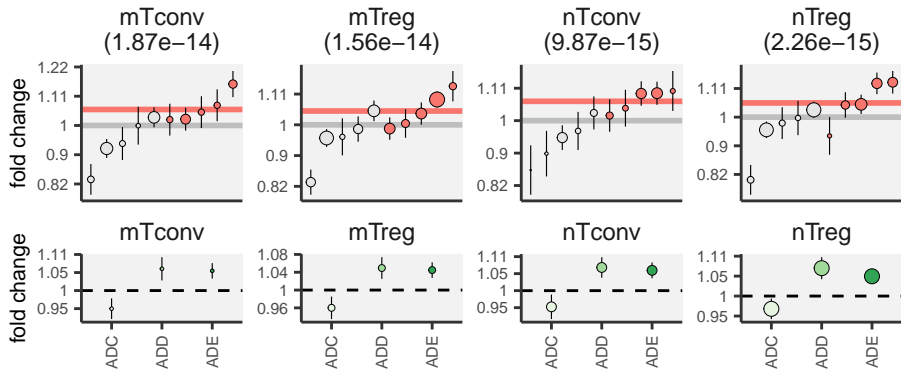 mTconv
(1.87e−14)
mTreg
(1.56e−14)
nTconv
(9.87e−15)
nTreg
(2.26e−15)
fold change
1.22
1.11
1
0.9
0.82
1.11
1
0.9
0.82
1.11
1
0.9
0.82
1.11
1
0.9
0.82
mTconv
mTreg
nTconv
nTreg
fold change
1.11
1.05
1
0.95
1.08
1.04
1
0.96
1.11
1.05
1
0.95
1.11
1.05
1
0.95
ADC
ADD
ADE
ADC
ADD
ADE
ADC
ADD
ADE
ADC
ADD
ADE